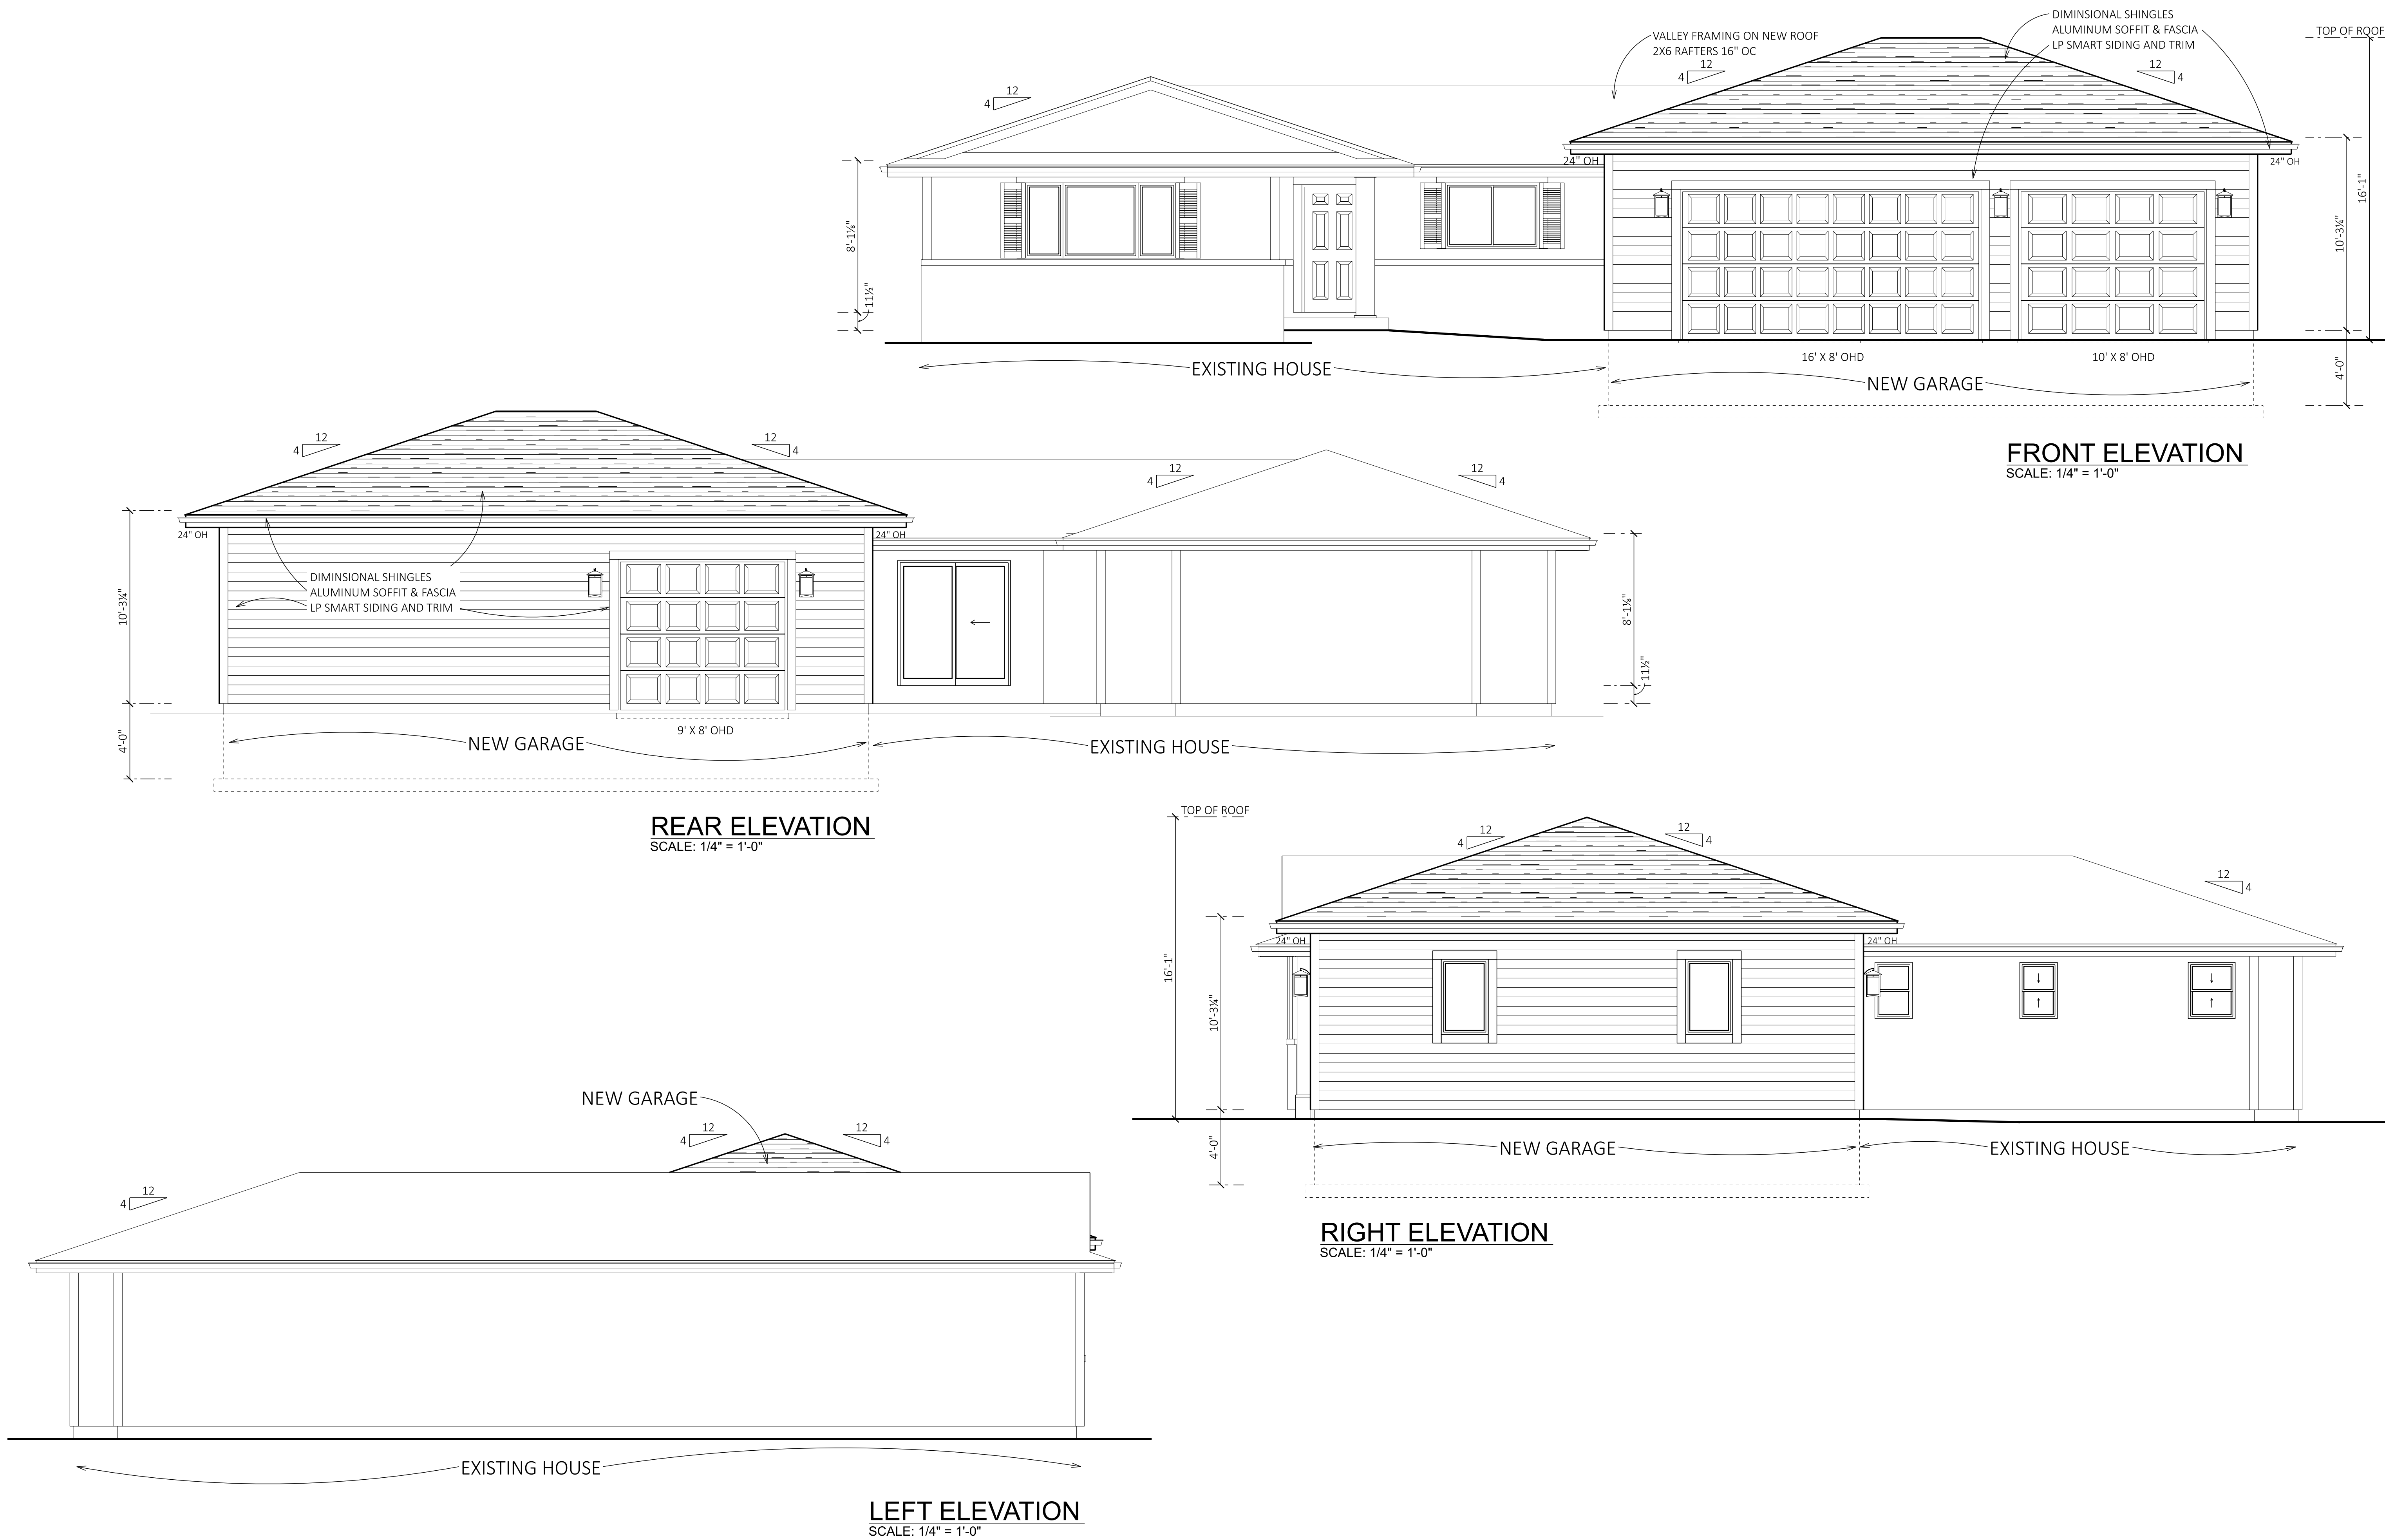 VALLEY FRAMING ON NEW ROOF
2X6 RAFTERS 16" OC
DIMINSIONAL SHINGLES
ALUMINUM SOFFIT & FASCIA
LP SMART SIDING AND TRIM
TOP OF ROOF
12
4
12
4
12
4
24" OH
24" OH
8'-1⅛"
11½"
16'-1"
10'-3¼"
4'-0"
16' X 8' OHD
10' X 8' OHD
EXISTING HOUSE
NEW GARAGE
FRONT ELEVATION
SCALE: 1/4" = 1'-0"
12
4
12
4
12
4
12
4
24" OH
24" OH
DIMINSIONAL SHINGLES
ALUMINUM SOFFIT & FASCIA
LP SMART SIDING AND TRIM
10'-3¼"
4'-0"
8'-1⅛"
11½"
9' X 8' OHD
NEW GARAGE
EXISTING HOUSE
REAR ELEVATION
SCALE: 1/4" = 1'-0"
TOP OF ROOF
12
4
12
4
12
4
24" OH
24" OH
16'-1"
10'-3¼"
4'-0"
NEW GARAGE
EXISTING HOUSE
RIGHT ELEVATION
SCALE: 1/4" = 1'-0"
NEW GARAGE
12
4
12
4
12
4
EXISTING HOUSE
LEFT ELEVATION
SCALE: 1/4" = 1'-0"